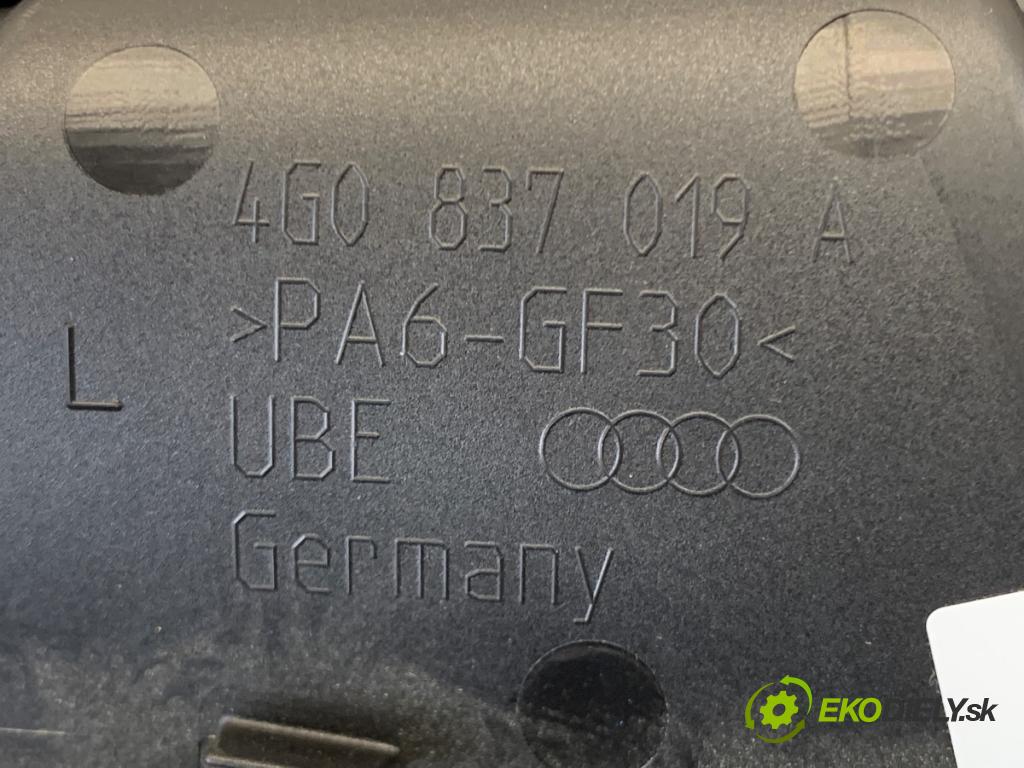 4G0 837 019 A
>PA6-GF30<
L
UBE
Germany
EKODIELY.sk